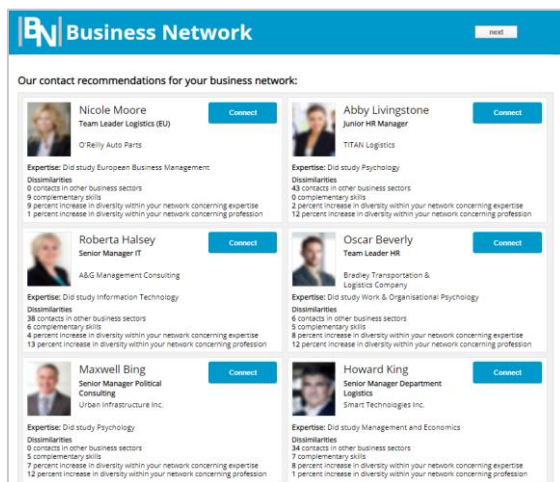 BN Business Network
next
Our contact recommendations for your business network:
Nicole Moore
Connect
Team Leader Logistics (EU)
O'Reilly Auto Parts
Expertise: Did study European Business Management
Dissimilarities
0 contacts in other business sectors
9 complementary skills
9 percent increase in diversity within your network concerning expertise
1 percent increase in diversity within your network concerning profession
Abby Livingstone
Connect
Junior HR Manager
TITAN Logistics
Expertise: Did study Psychology
Dissimilarities
43 contacts in other business sectors
0 complementary skills
2 percent increase in diversity within your network concerning expertise
12 percent increase in diversity within your network concerning profession
Roberta Halsey
Connect
Senior Manager IT
A&G Management Consulting
Expertise: Did study Information Technology
Dissimilarities
38 contacts in other business sectors
6 complementary skills
4 percent increase in diversity within your network concerning expertise
13 percent increase in diversity within your network concerning profession
Oscar Beverly
Connect
Team Leader HR
Bradley Transportation &
Logistics Company
Expertise: Did study Work & Organisational Psychology
Dissimilarities
6 contacts in other business sectors
5 complementary skills
8 percent increase in diversity within your network concerning expertise
12 percent increase in diversity within your network concerning profession
Maxwell Bing
Connect
Senior Manager Political
Consulting
Urban Infrastructure Inc.
Expertise: Did study Psychology
Dissimilarities
0 contacts in other business sectors
5 complementary skills
7 percent increase in diversity within your network concerning expertise
12 percent increase in diversity within your network concerning profession
Howard King
Connect
Senior Manager Department
Logistics
Smart Technologies Inc.
Expertise: Did study Management and Economics
Dissimilarities
34 contacts in other business sectors
7 complementary skills
8 percent increase in diversity within your network concerning expertise
1 percent increase in diversity within your network concerning profession